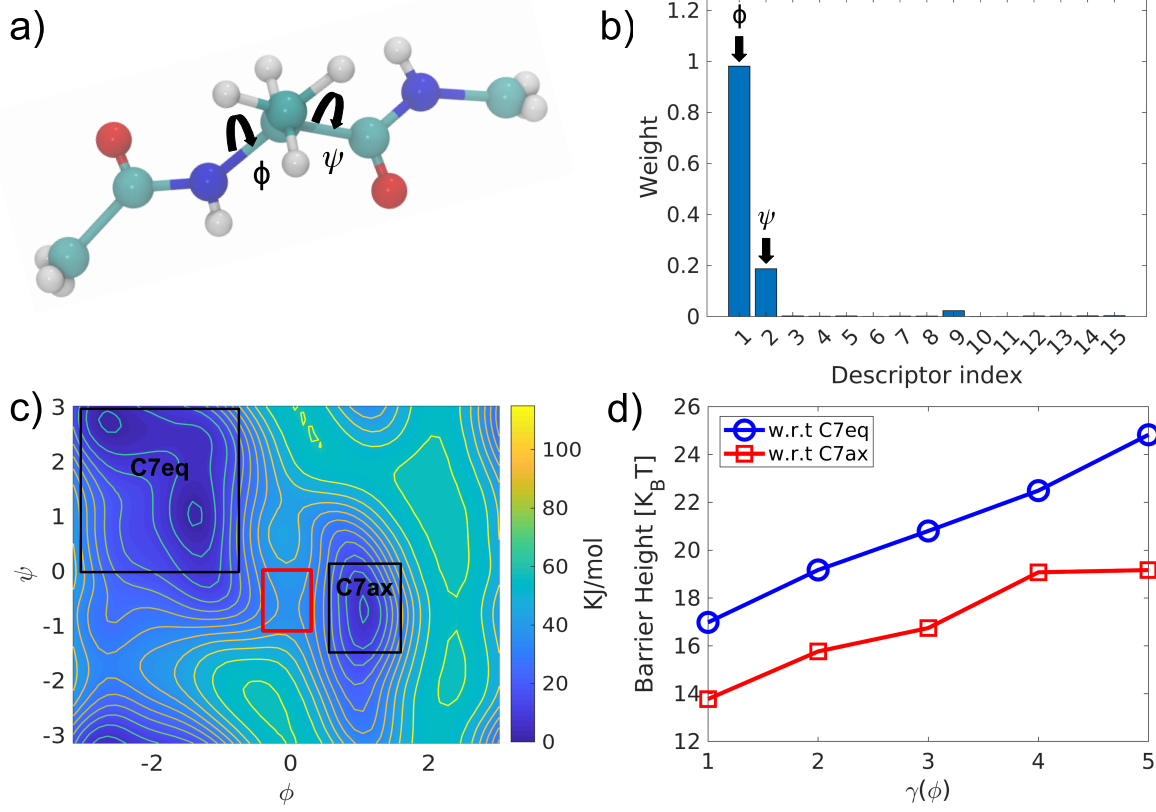 a)
ϕ
ψ
b)
1.2
1
0.8
0.6
0.4
0.2
0
Weight
ϕ
ψ
1 2 3 4 5 6 7 8 9 10 11 12 13 14 15
Descriptor index
c)
3
2
1
0
-1
-2
-3
ψ
C7eq
C7ax
-2 0 2
ϕ
100
80
60
40
20
0
KJ/mol
d)
26
24
22
20
18
16
14
12
Barrier Height [K_BT]
w.r.t C7eq
w.r.t C7ax
1 2 3 4 5
γ(ϕ)